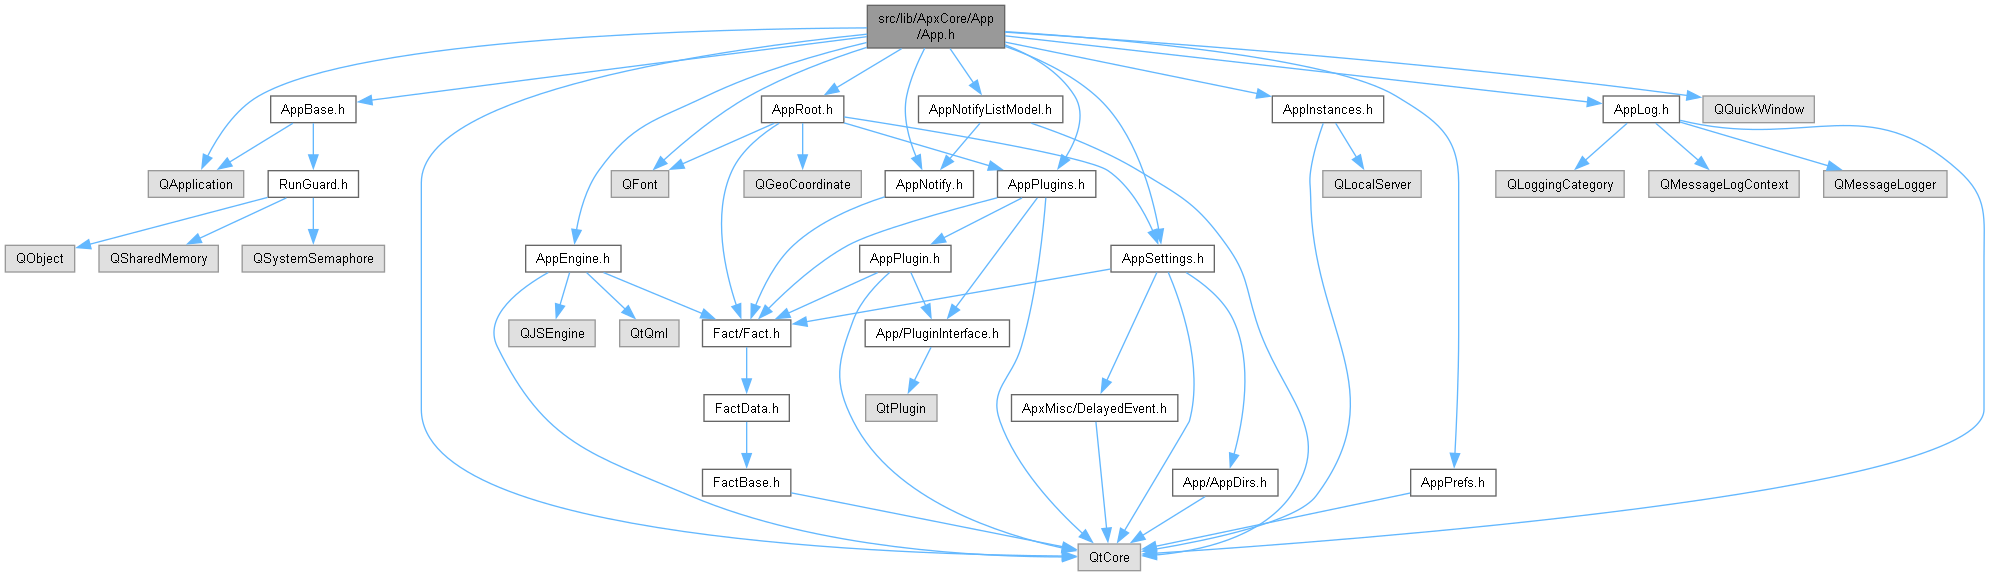 src/lib/ApxCore/App
/App.h
AppBase.h
AppRoot.h
AppNotifyListModel.h
AppInstances.h
AppLog.h
QQuickWindow
QApplication
RunGuard.h
QFont
QGeoCoordinate
AppNotify.h
AppPlugins.h
QLocalServer
QLoggingCategory
QMessageLogContext
QMessageLogger
QObject
QSharedMemory
QSystemSemaphore
AppEngine.h
AppPlugin.h
AppSettings.h
QJSEngine
QtQml
Fact/Fact.h
App/PluginInterface.h
FactData.h
QtPlugin
ApxMisc/DelayedEvent.h
FactBase.h
App/AppDirs.h
AppPrefs.h
QtCore